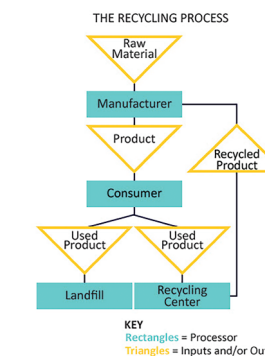 THE RECYCLING PROCESS
Raw
Material
Manufacturer
Product
Recycled
Product
Consumer
Used
Product
Used
Product
Landfill
Recycling
Center
KEY
Rectangles = Processor
Triangles = Inputs and/or Ou